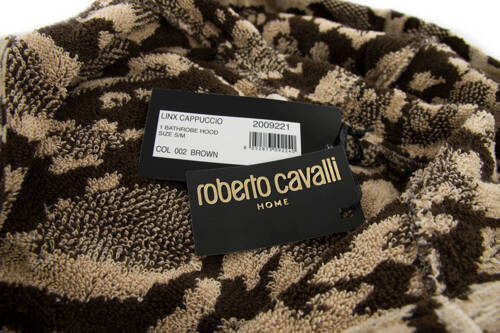 LINX CAPPUCCIO
2009221
1 BATHROBE HOOD
SIZE S/M
COL 002 BROWN
roberto cavalli
HOME